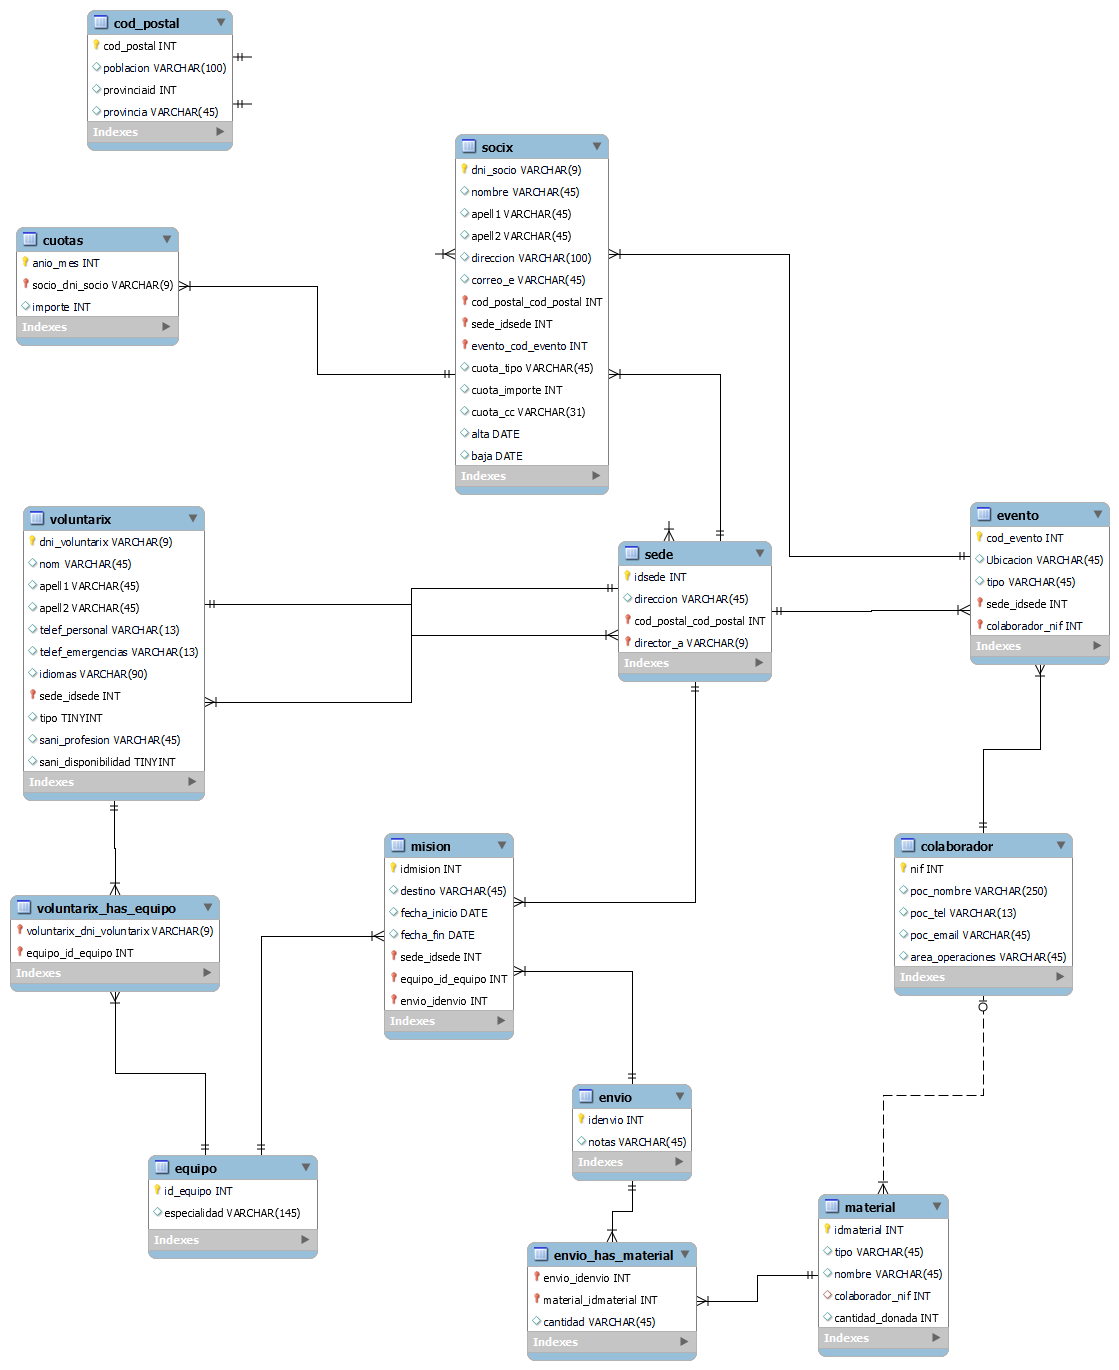 cod_postal
cod_postal INT
poblacion VARCHAR(100)
provinciaid INT
provincia VARCHAR(45)
Indexes
socix
dni_socio VARCHAR(9)
nombre VARCHAR(45)
apell1 VARCHAR(45)
apell2 VARCHAR(45)
direccion VARCHAR(100)
correo_e VARCHAR(45)
cod_postal_cod_postal INT
sede_idsede INT
evento_cod_evento INT
cuota_tipo VARCHAR(45)
cuota_importe INT
cuota_cc VARCHAR(31)
alta DATE
baja DATE
Indexes
cuotas
anio_mes INT
socio_dni_socio VARCHAR(9)
importe INT
Indexes
voluntarix
dni_voluntarix VARCHAR(9)
nom VARCHAR(45)
apell1 VARCHAR(45)
apell2 VARCHAR(45)
telef_personal VARCHAR(13)
telef_emergencias VARCHAR(13)
idiomas VARCHAR(90)
sede_idsede INT
tipo TINYINT
sani_profesion VARCHAR(45)
sani_disponibilidad TINYINT
Indexes
sede
idsede INT
direccion VARCHAR(45)
cod_postal_cod_postal INT
director_a VARCHAR(9)
Indexes
evento
cod_evento INT
Ubicacion VARCHAR(45)
tipo VARCHAR(45)
sede_idsede INT
colaborador_nif INT
Indexes
mision
idmision INT
destino VARCHAR(45)
fecha_inicio DATE
fecha_fin DATE
sede_idsede INT
equipo_id_equipo INT
envio_idenvio INT
Indexes
colaborador
nif INT
poc_nombre VARCHAR(250)
poc_tel VARCHAR(13)
poc_email VARCHAR(45)
area_operaciones VARCHAR(45)
Indexes
voluntarix_has_equipo
voluntarix_dni_voluntarix VARCHAR(9)
equipo_id_equipo INT
Indexes
envio
idenvio INT
notas VARCHAR(45)
Indexes
equipo
id_equipo INT
especialidad VARCHAR(145)
Indexes
material
idmaterial INT
tipo VARCHAR(45)
nombre VARCHAR(45)
colaborador_nif INT
cantidad_donada INT
Indexes
envio_has_material
envio_idenvio INT
material_idmaterial INT
cantidad VARCHAR(45)
Indexes